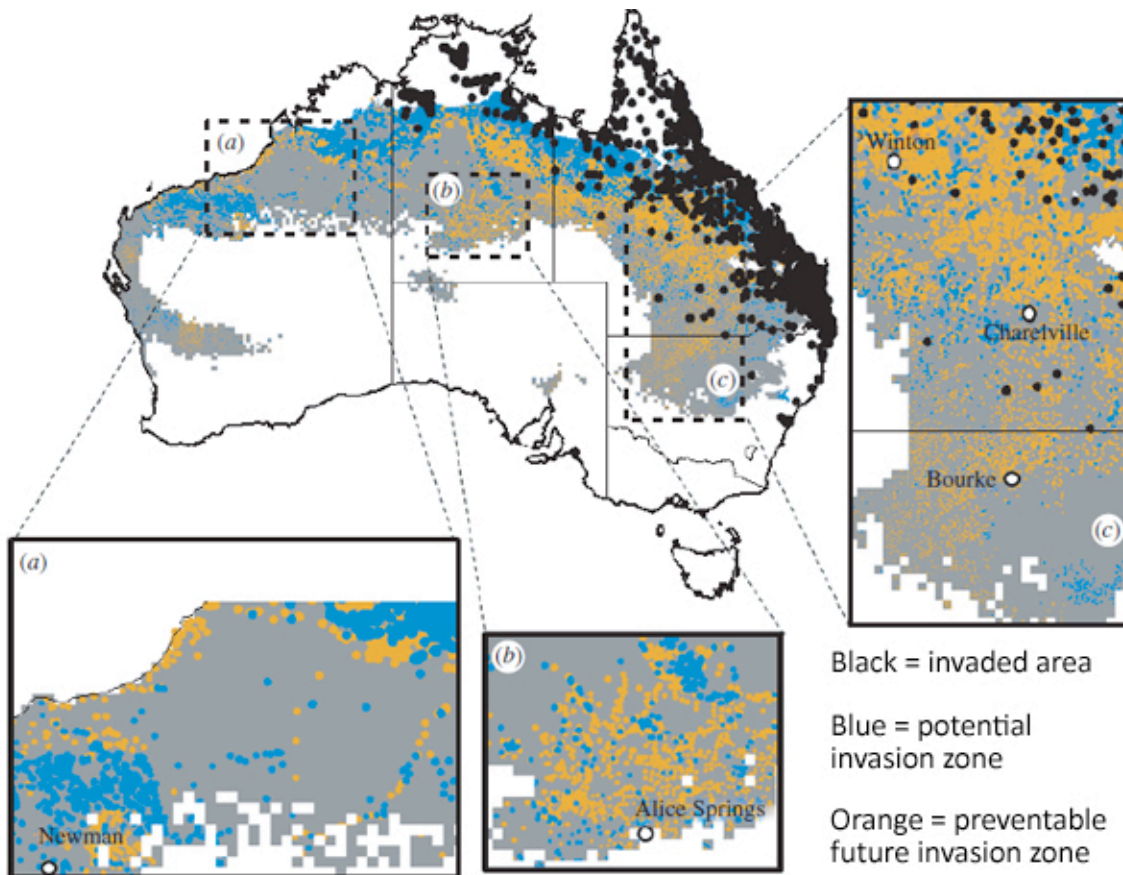 (a)
(b)
(c)
Winton
Charelville
Bourke
(c)
(a)
Newman
(b)
Alice Springs
Black = invaded area
Blue = potential
invasion zone
Orange = preventable
future invasion zone